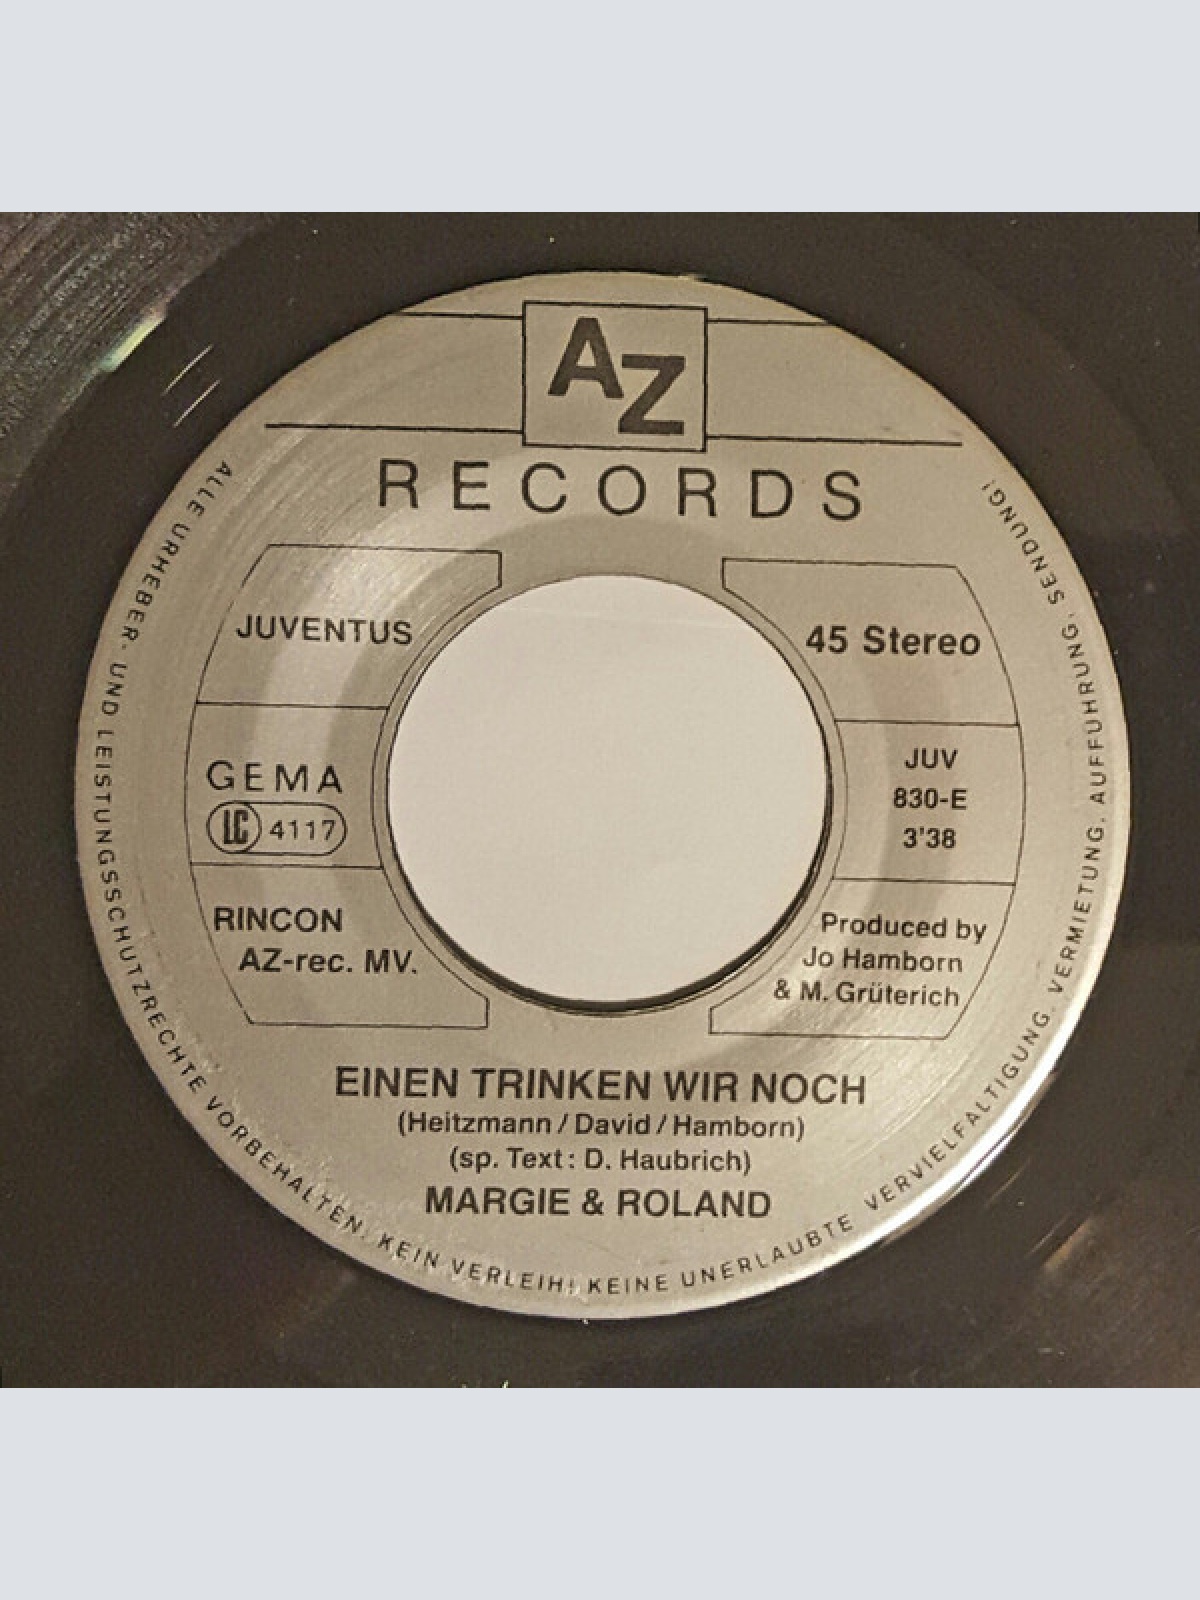 AZ
RECORDS
JUVENTUS
45 Stereo
GEMA
LC 4117
JUV
830-E
3'38
RINCON
AZ-rec. MV.
Produced by
Jo Hamborn
& M. Grüterich
EINEN TRINKEN WIR NOCH
(Heitzmann / David / Hamborn)
(sp. Text: D. Haubrich)
MARGIE & ROLAND
ALLE URHEBER- UND LEISTUNGSSCHUTZRECHTE VORBEHALTEN. KEIN VERLEIH! KEINE UNERLAUBTE VERVIELFÄLTIGUNG, VERMIETUNG, AUFFÜHRUNG, SENDUNG!